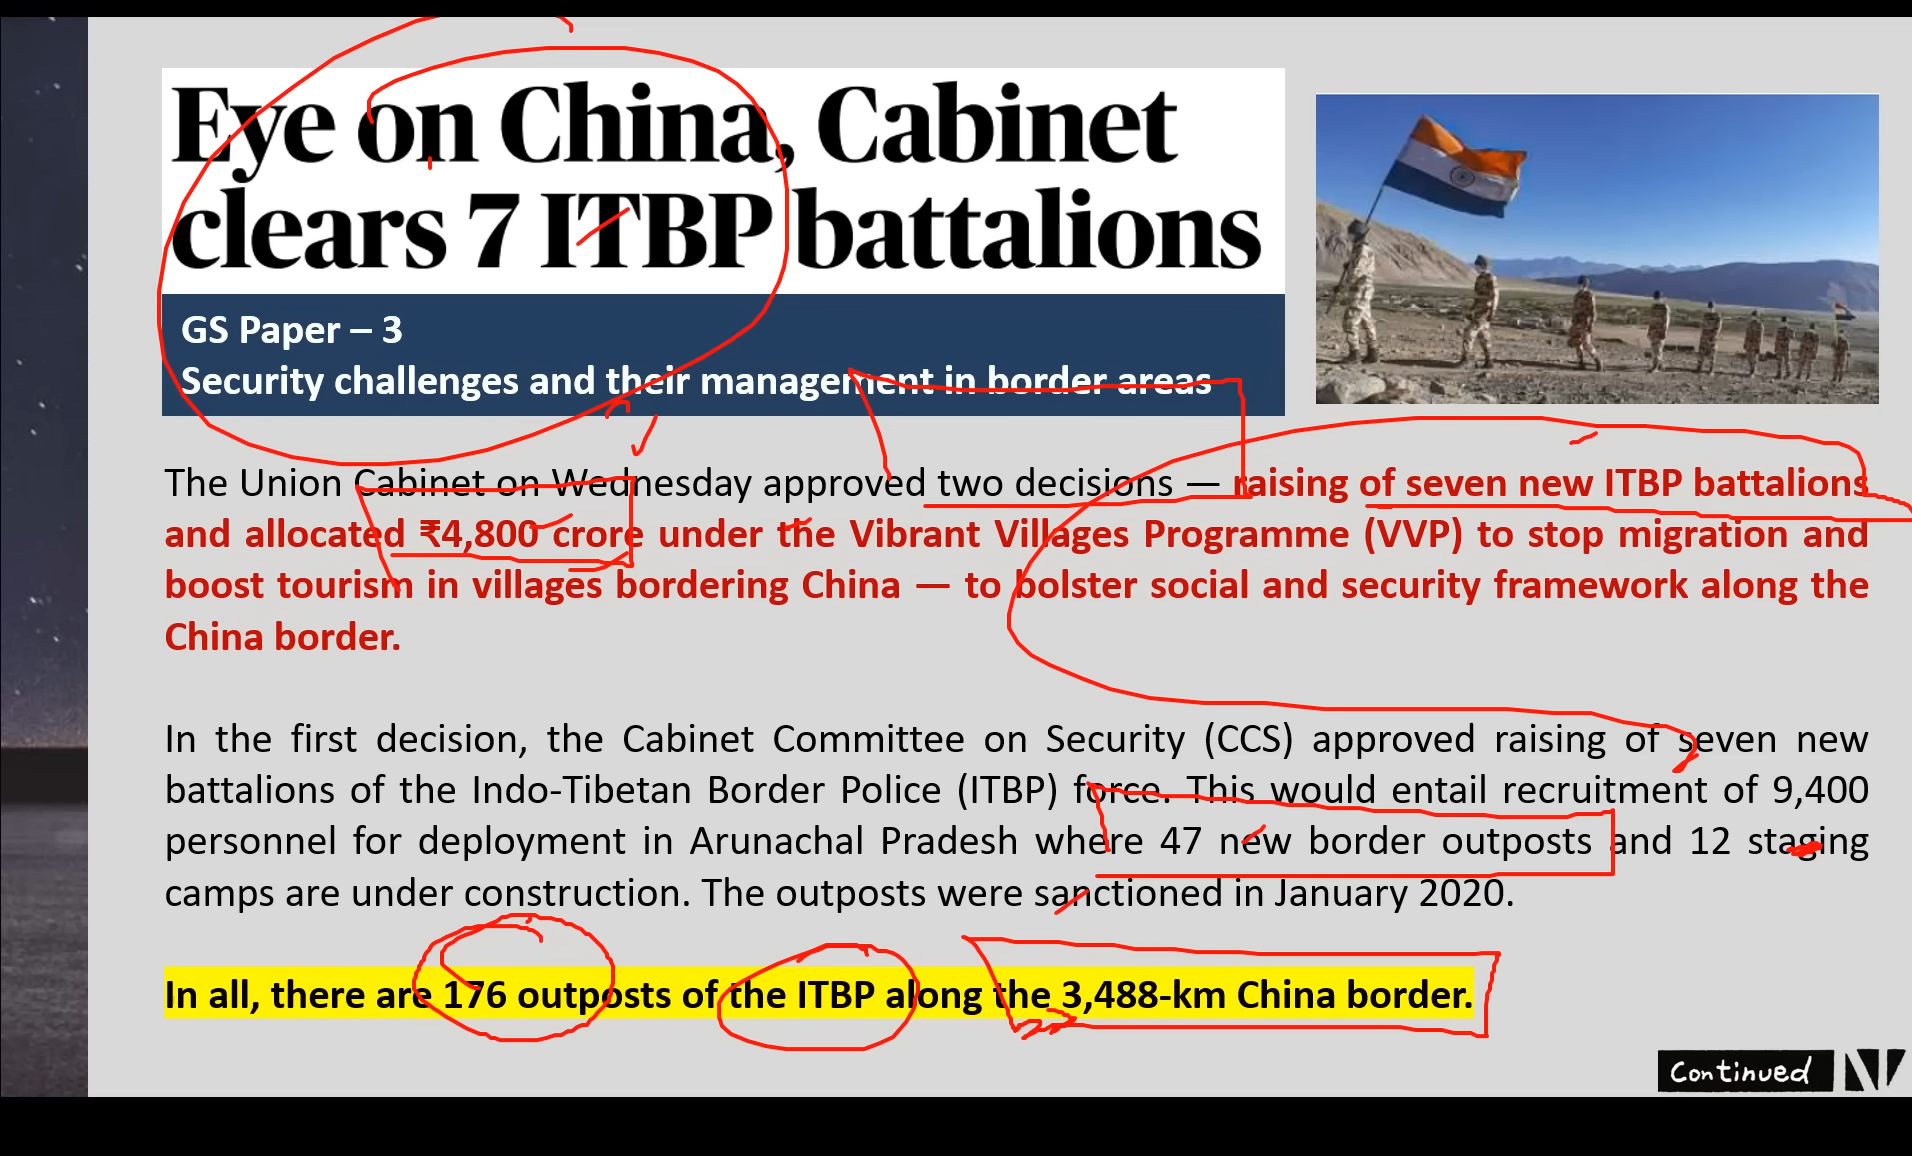 Eye on China, Cabinet
clears 7 ITBP battalions
GS Paper – 3
Security challenges and their management in border areas
The Union Cabinet on Wednesday approved two decisions — raising of seven new ITBP battalions
and allocated ₹4,800 crore under the Vibrant Villages Programme (VVP) to stop migration and
boost tourism in villages bordering China — to bolster social and security framework along the
China border.
In the first decision, the Cabinet Committee on Security (CCS) approved raising of seven new
battalions of the Indo-Tibetan Border Police (ITBP) force. This would entail recruitment of 9,400
personnel for deployment in Arunachal Pradesh where 47 new border outposts and 12 staging
camps are under construction. The outposts were sanctioned in January 2020.
In all, there are 176 outposts of the ITBP along the 3,488-km China border.
Continued